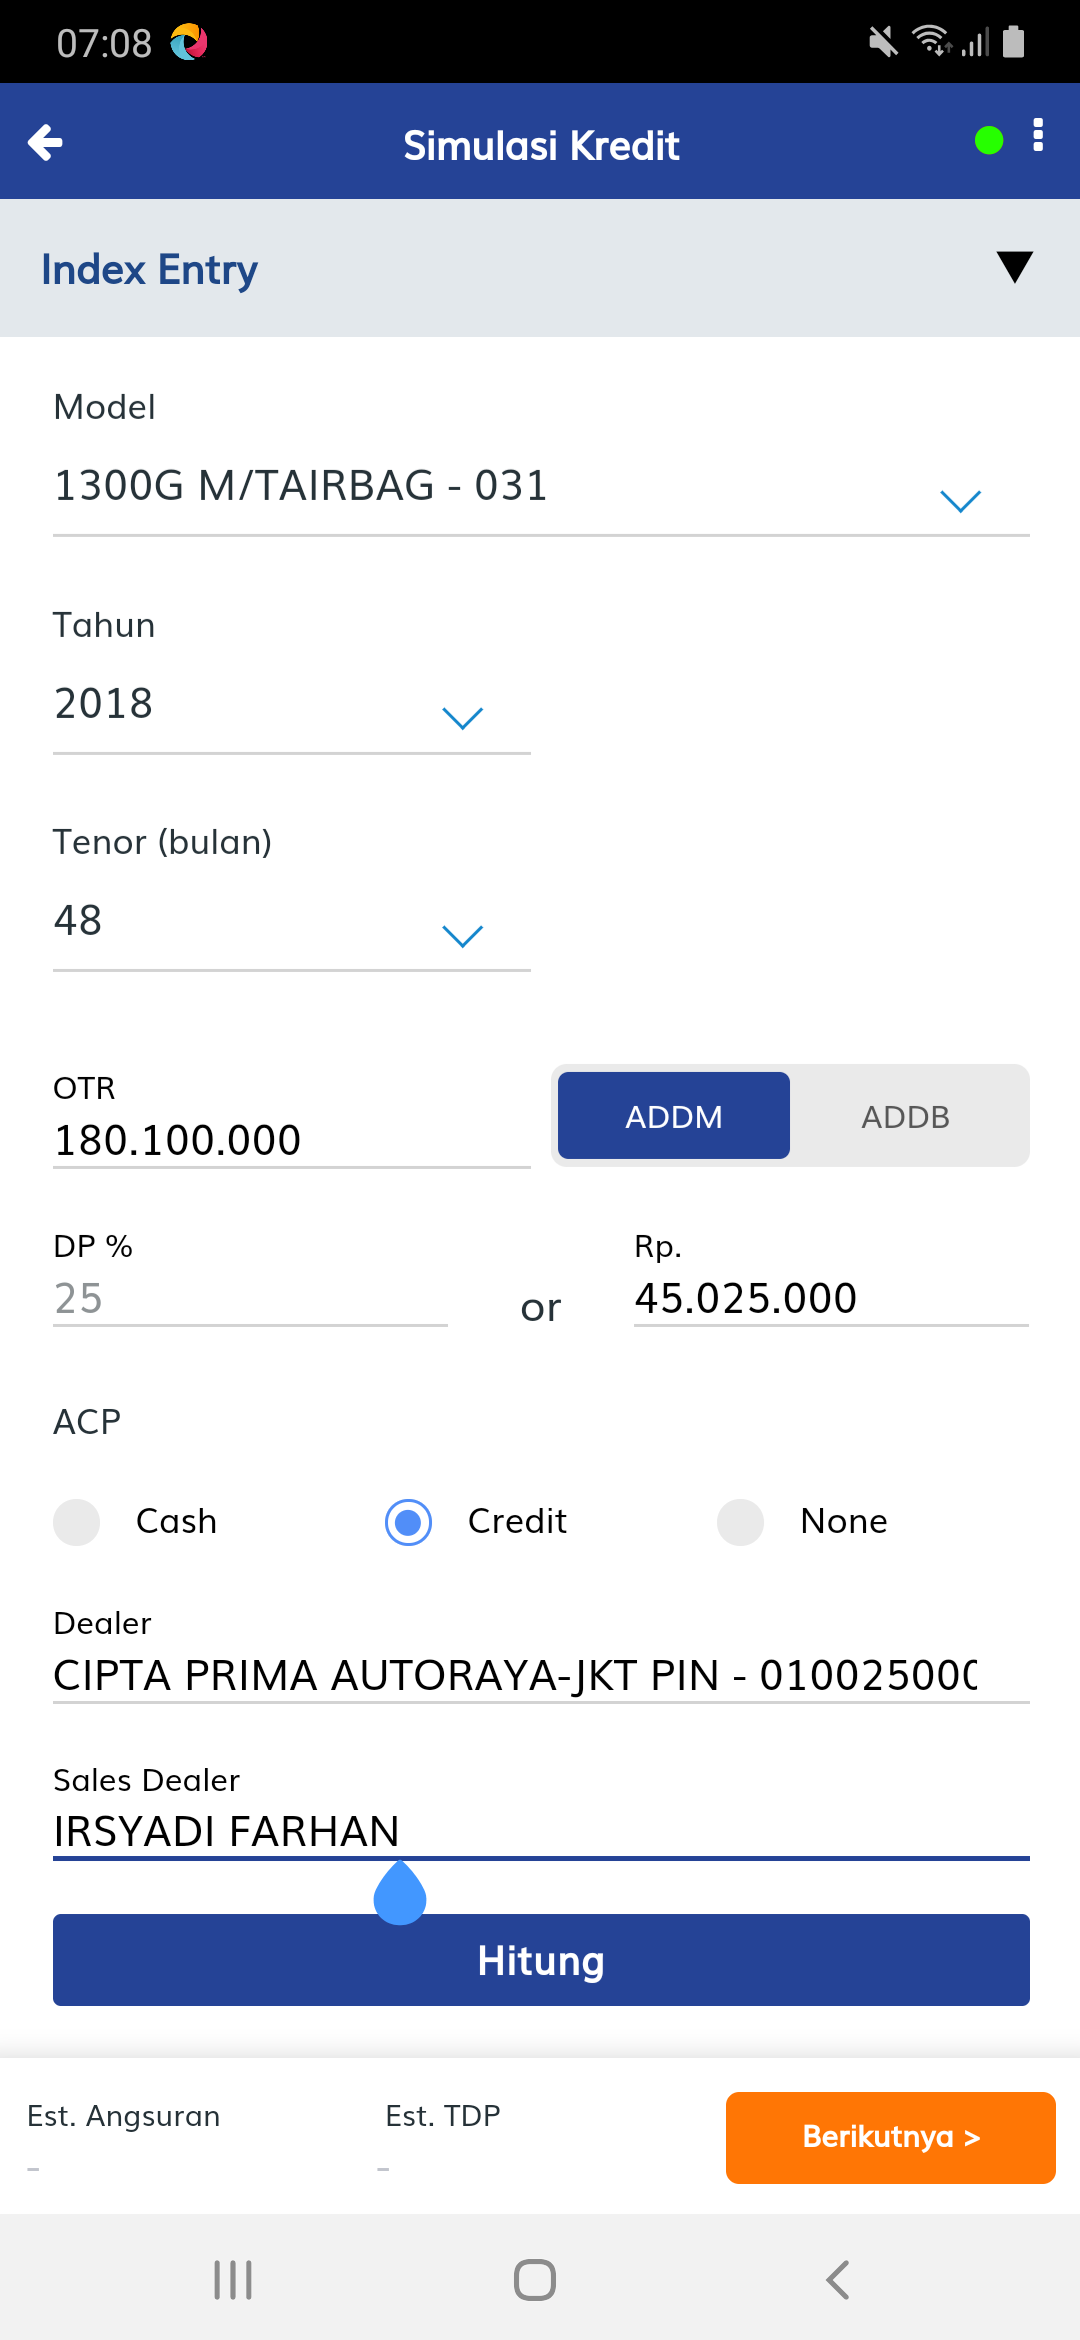 07:08
Simulasi Kredit
Index Entry
Model
1300G M/TAIRBAG - 031
Tahun
2018
Tenor (bulan)
48
OTR
180.100.000
ADDM ADDB
DP % Rp.
25 or 45.025.000
ACP
Cash Credit None
Dealer
CIPTA PRIMA AUTORAYA-JKT PIN - 01002500
Sales Dealer
IRSYADI FARHAN
Hitung
Est. Angsuran Est. TDP
- -
Berikutnya >